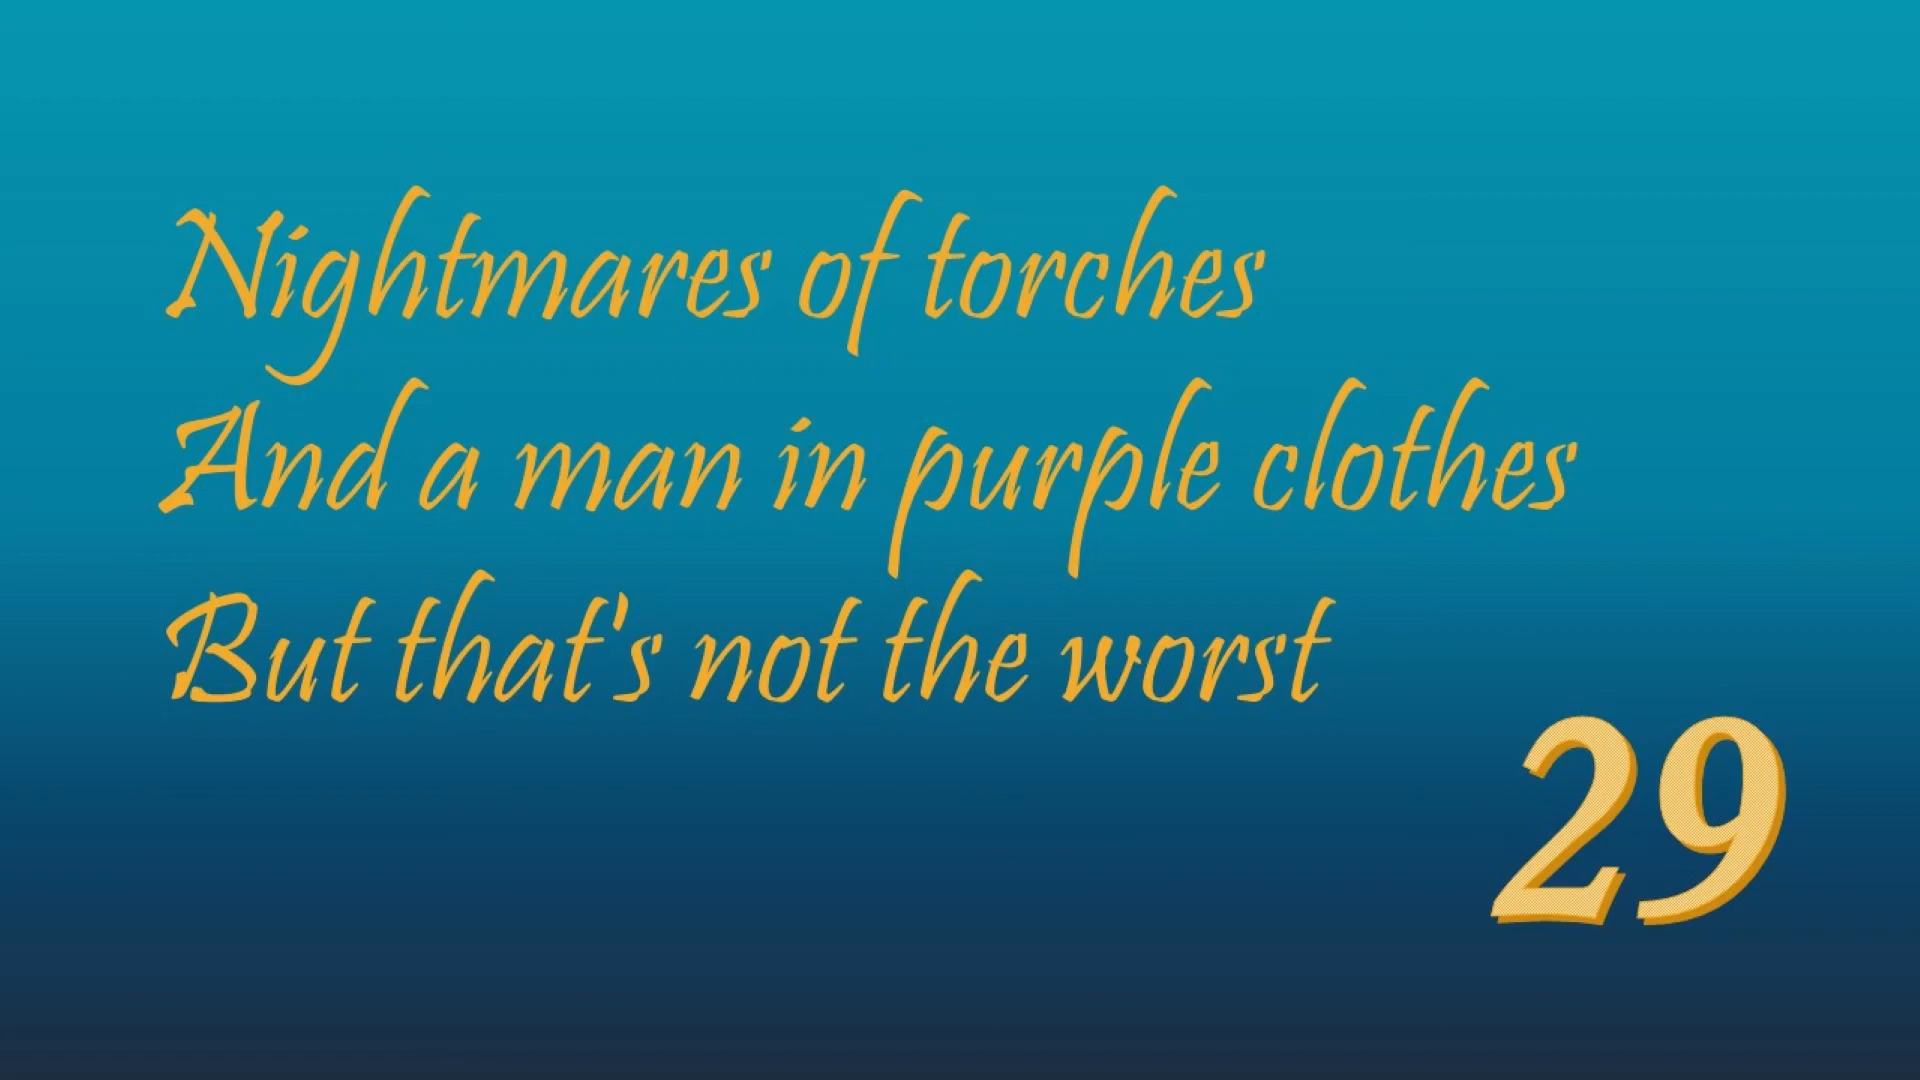 Nightmares of torches
And a man in purple clothes
But that's not the worst
29